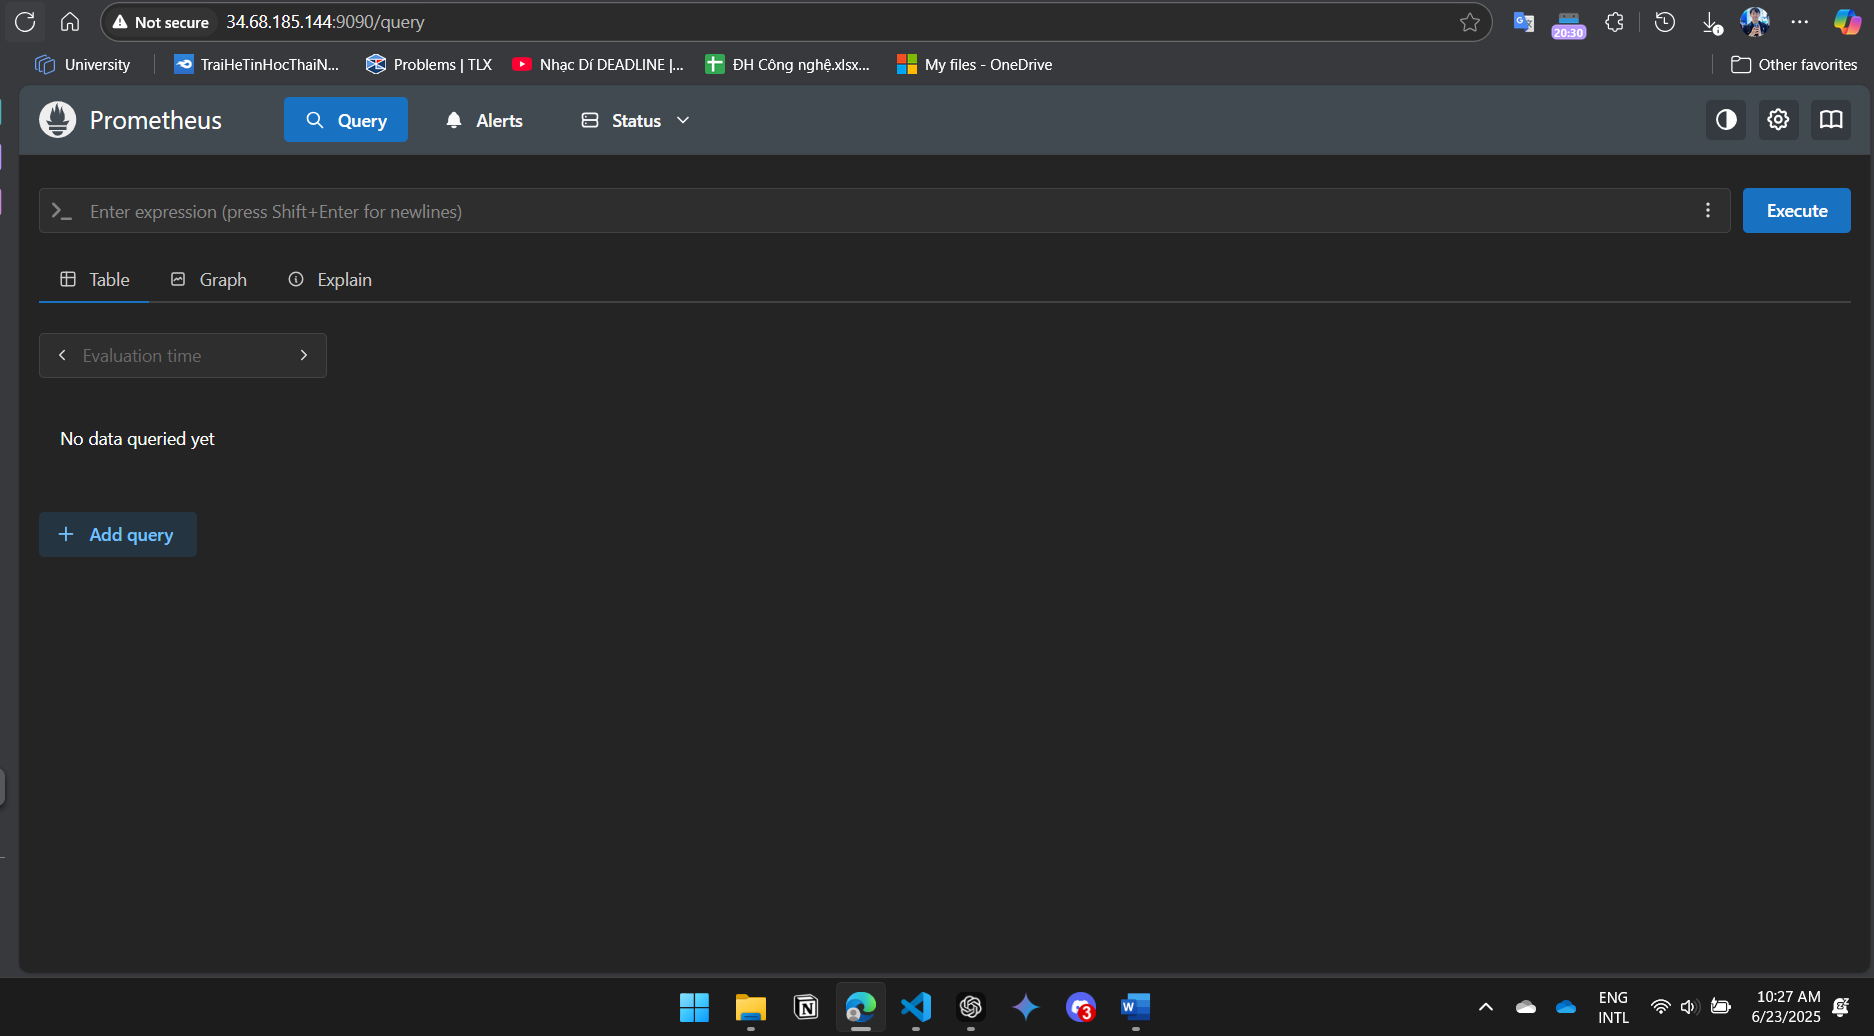 Not secure 34.68.185.144:9090/query
20:30
University TraiHeTinHocThaiN... Problems | TLX Nhạc Dí DEADLINE |... ĐH Công nghệ.xlsx... My files - OneDrive Other favorites
Prometheus Query Alerts Status
Enter expression (press Shift+Enter for newlines) Execute
Table Graph Explain
Evaluation time
No data queried yet
+ Add query
3
ENG
INTL
10:27 AM
6/23/2025